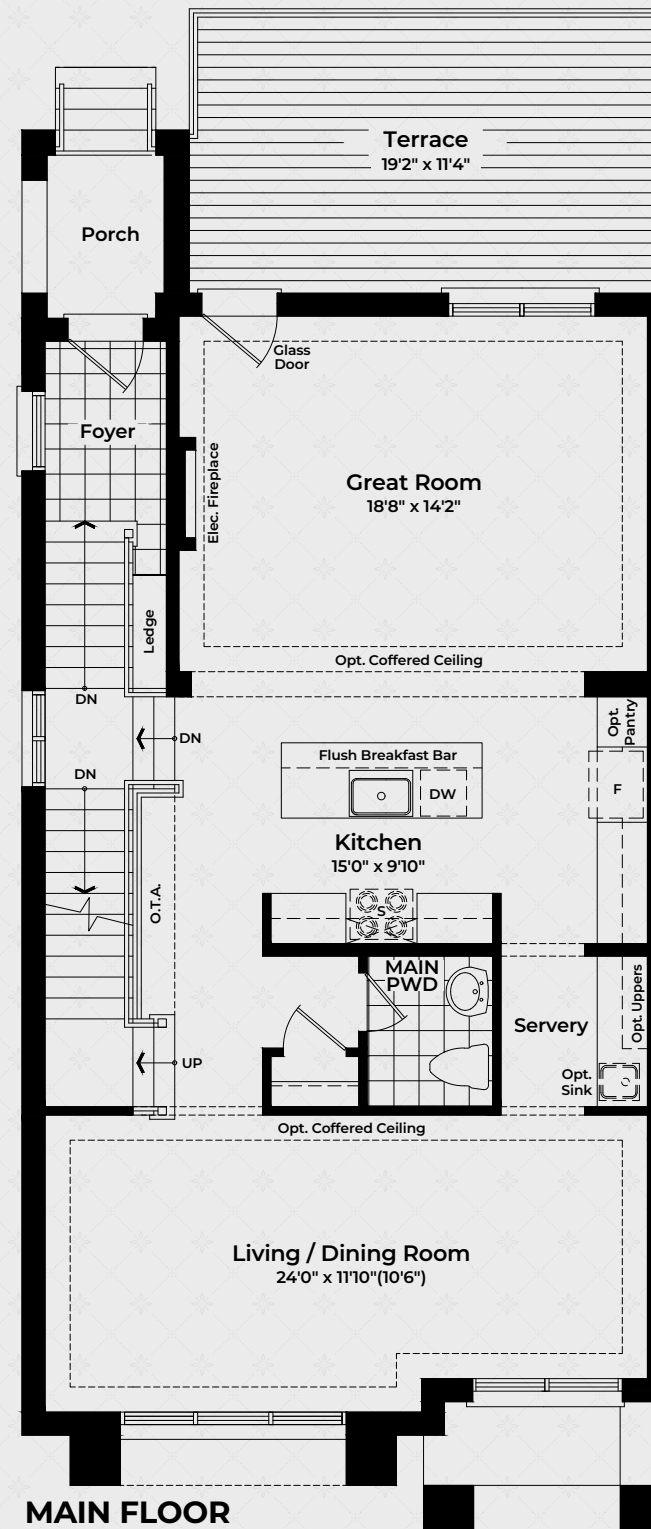 Terrace
19'2" x 11'4"
Porch
Glass
Door
Foyer
Elec. Fireplace
Great Room
18'8" x 14'2"
Ledge
Opt. Coffered Ceiling
DN
DN
DN
Opt.
Pantry
Flush Breakfast Bar
DW
F
Kitchen
15'0" x 9'10"
O.T.A.
S
MAIN
PWD
Servery
Opt. Uppers
UP
Opt.
Sink
Opt. Coffered Ceiling
Living / Dining Room
24'0" x 11'10"(10'6")
MAIN FLOOR